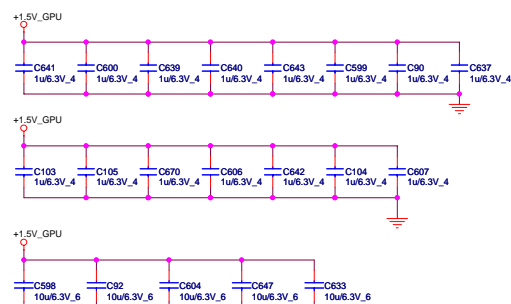 +1.5V_GPU
C641 C600 C639 C640 C643 C599 C90 C637
1u/6.3V_4 1u/6.3V_4 1u/6.3V_4 1u/6.3V_4 1u/6.3V_4 1u/6.3V_4 1u/6.3V_4 1u/6.3V_4
+1.5V_GPU
C103 C105 C670 C606 C642 C104 C607
1u/6.3V_4 1u/6.3V_4 1u/6.3V_4 1u/6.3V_4 1u/6.3V_4 1u/6.3V_4 1u/6.3V_4
+1.5V_GPU
C598 C92 C604 C647 C633
10u/6.3V_6 10u/6.3V_6 10u/6.3V_6 10u/6.3V_6 10u/6.3V_6